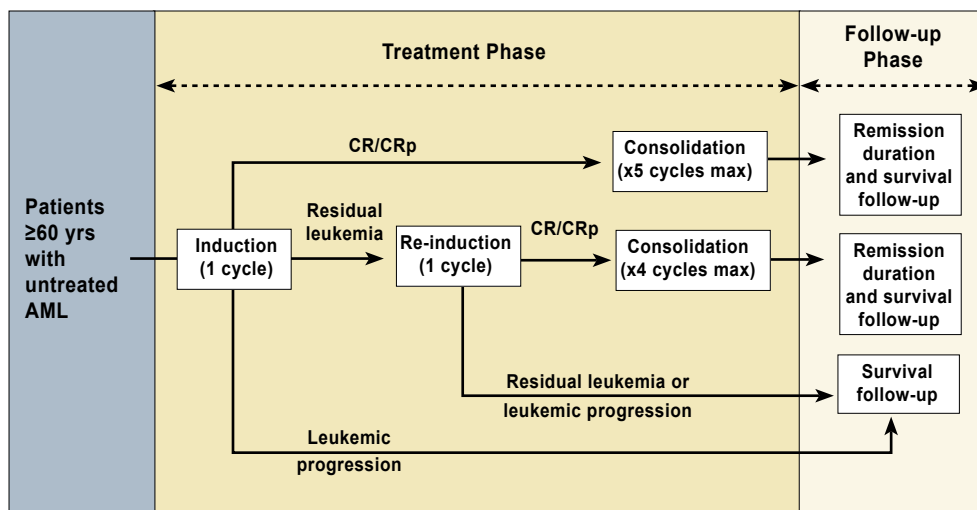 Treatment Phase
Follow-up
Phase
Patients
≥60 yrs
with
untreated
AML
Induction
(1 cycle)
CR/CRp
Consolidation
(x5 cycles max)
Remission
duration
and survival
follow-up
Residual
leukemia
Re-induction
(1 cycle)
CR/CRp
Consolidation
(x4 cycles max)
Remission
duration
and survival
follow-up
Residual leukemia or
leukemic progression
Survival
follow-up
Leukemic
progression